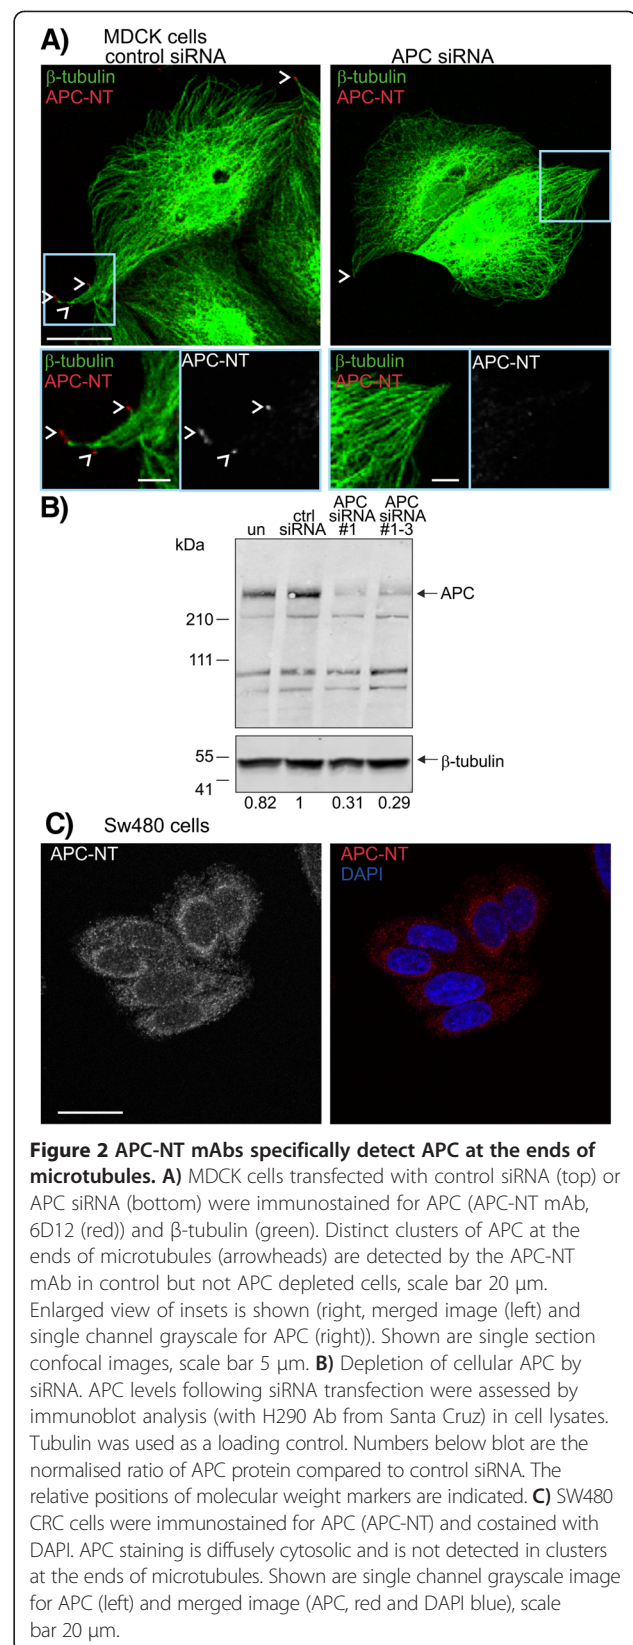 A)
MDCK cells
control siRNA
APC siRNA
β-tubulin
APC-NT
β-tubulin
APC-NT
β-tubulin
APC-NT
APC-NT
β-tubulin
APC-NT
APC-NT
B)
un
ctrl
siRNA
APC
siRNA
#1
APC
siRNA
#1-3
kDa
APC
210
111
55
β-tubulin
41
0.82 1 0.31 0.29
C)
Sw480 cells
APC-NT
APC-NT
DAPI
Figure 2 APC-NT mAbs specifically detect APC at the ends of
microtubules. A) MDCK cells transfected with control siRNA (top) or
APC siRNA (bottom) were immunostained for APC (APC-NT mAb,
6D12 (red)) and β-tubulin (green). Distinct clusters of APC at the
ends of microtubules (arrowheads) are detected by the APC-NT
mAb in control but not APC depleted cells, scale bar 20 μm.
Enlarged view of insets is shown (right, merged image (left) and
single channel grayscale for APC (right)). Shown are single section
confocal images, scale bar 5 μm. B) Depletion of cellular APC by
siRNA. APC levels following siRNA transfection were assessed by
immunoblot analysis (with H290 Ab from Santa Cruz) in cell lysates.
Tubulin was used as a loading control. Numbers below blot are the
normalised ratio of APC protein compared to control siRNA. The
relative positions of molecular weight markers are indicated. C) SW480
CRC cells were immunostained for APC (APC-NT) and costained with
DAPI. APC staining is diffusely cytosolic and is not detected in clusters
at the ends of microtubules. Shown are single channel grayscale image
for APC (left) and merged image (APC, red and DAPI blue), scale
bar 20 μm.